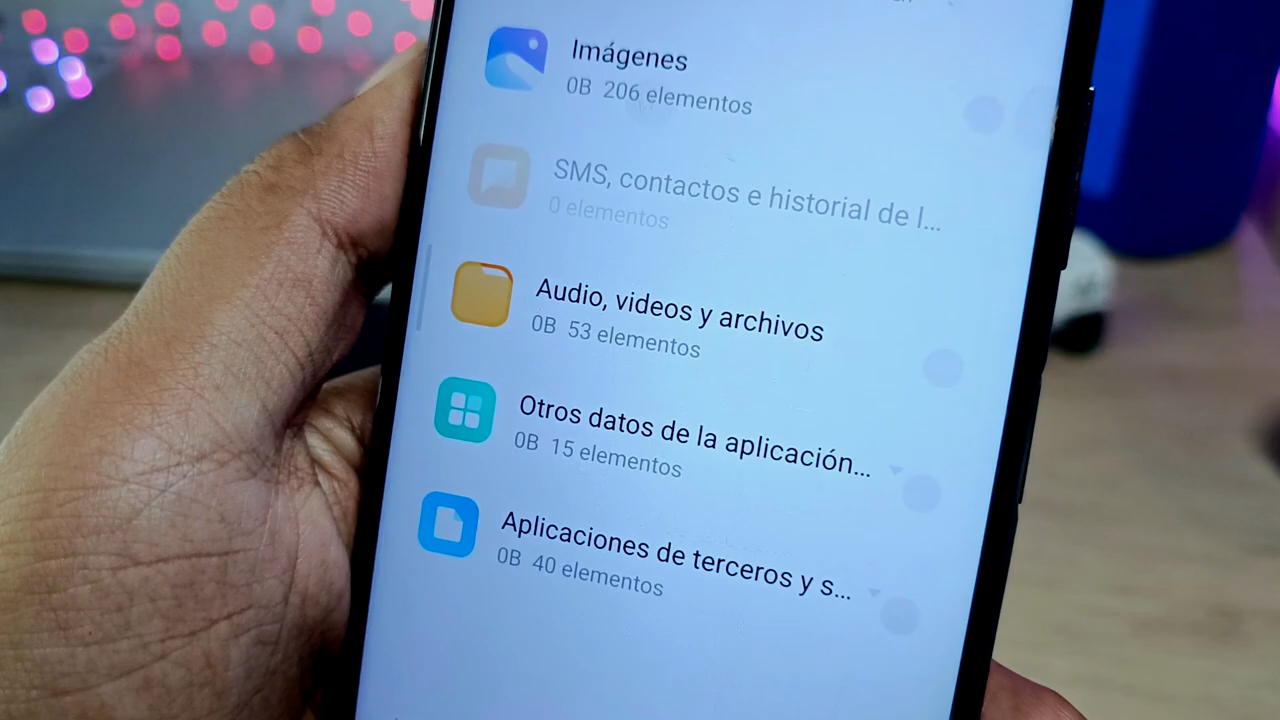 Imágenes
0B 206 elementos
SMS, contactos e historial de l...
0 elementos
Audio, videos y archivos
0B 53 elementos
Otros datos de la aplicación...
0B 15 elementos
Aplicaciones de terceros y s...
0B 40 elementos